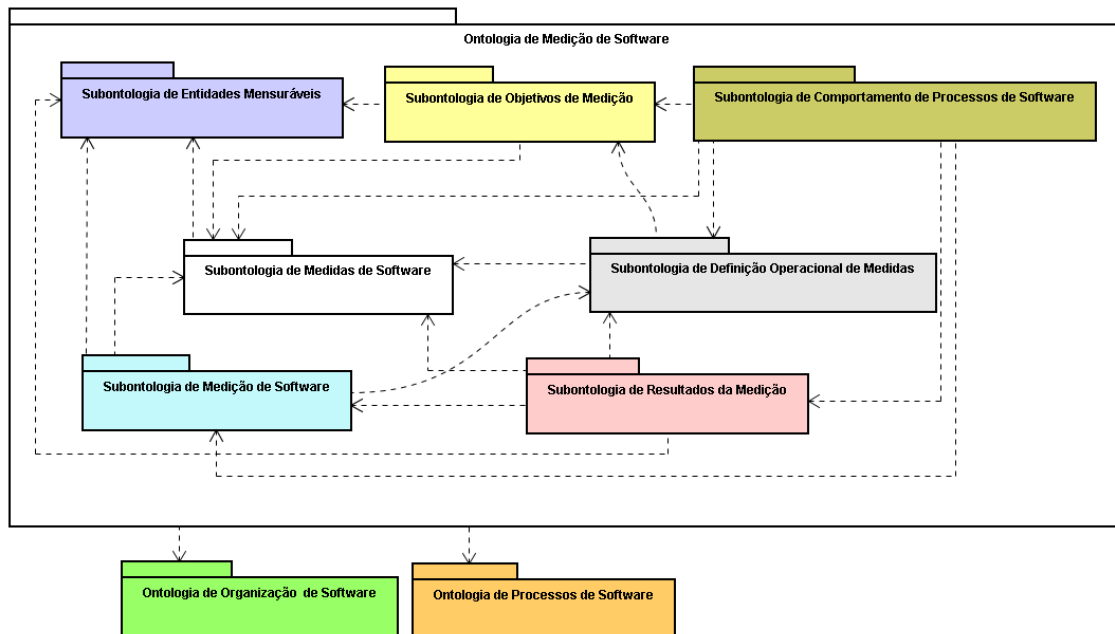 Ontologia de Medição de Software
Subontologia de Entidades Mensuráveis
Subontologia de Objetivos de Medição
Subontologia de Comportamento de Processos de Software
Subontologia de Medidas de Software
Subontologia de Definição Operacional de Medidas
Subontologia de Medição de Software
Subontologia de Resultados da Medição
Ontologia de Organização de Software
Ontologia de Processos de Software